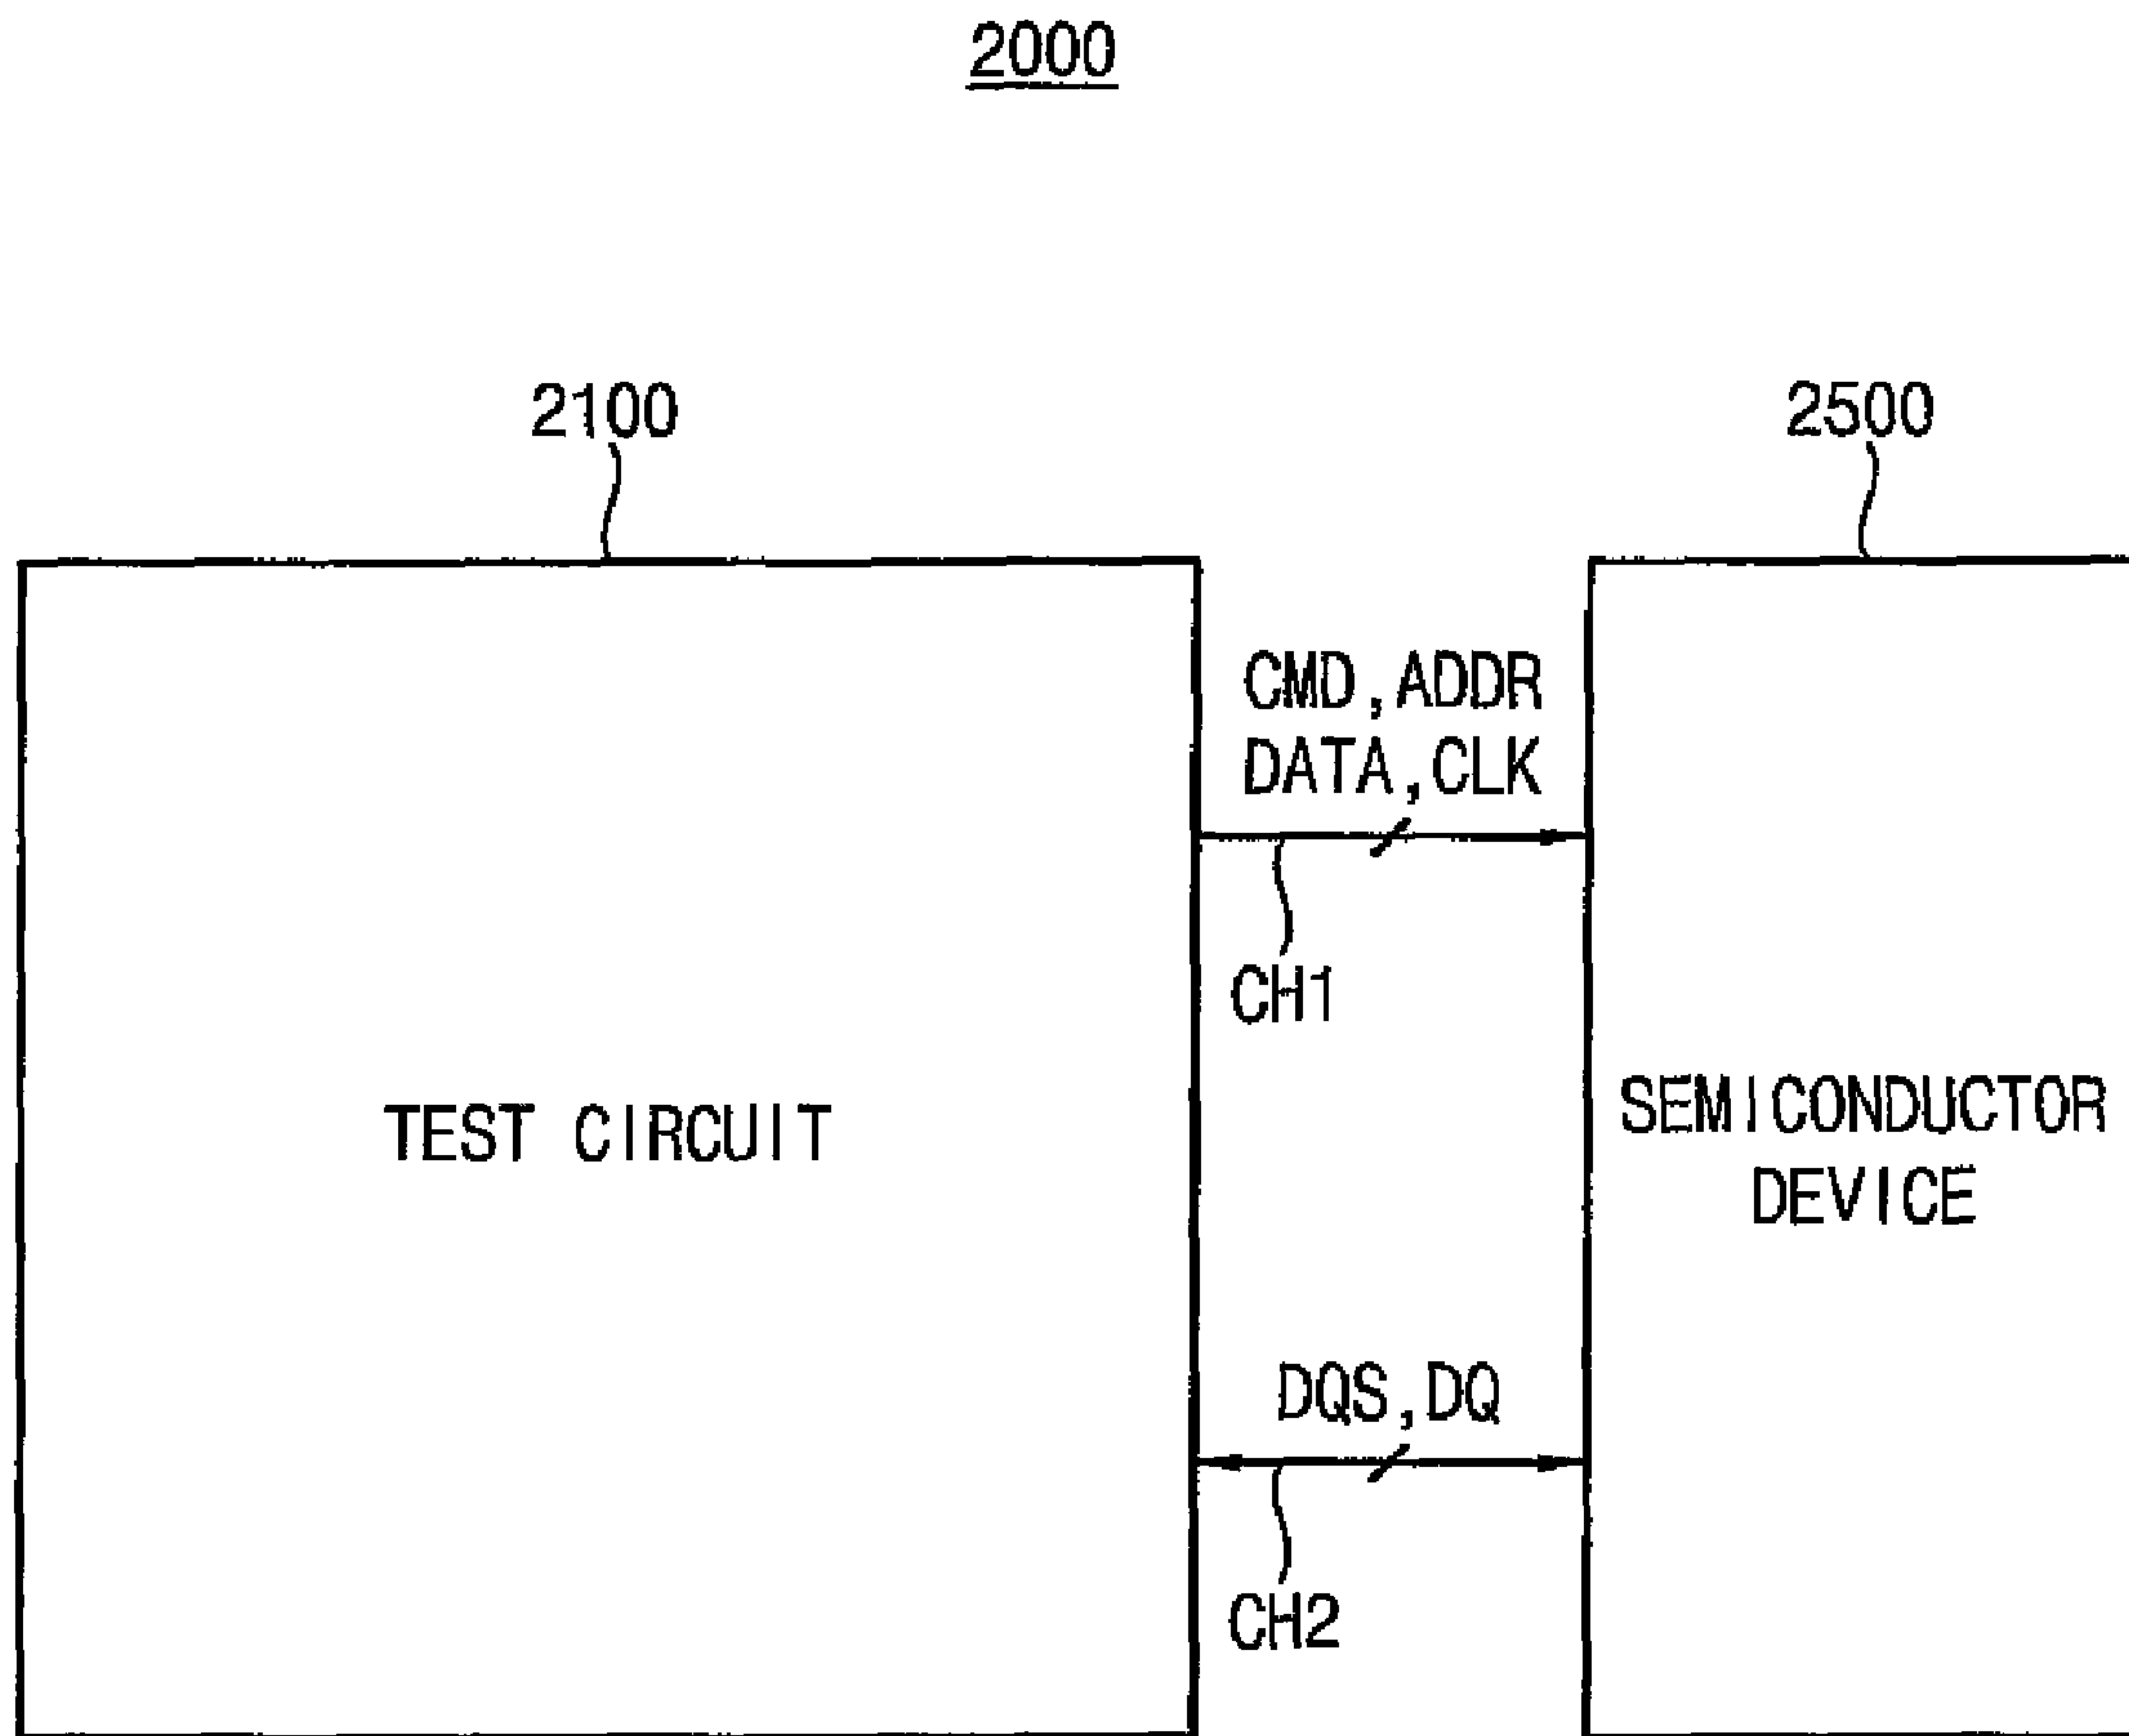 2000
2100
2500
CMD,ADDR
DATA,CLK
CH1
TEST CIRCUIT
SEMICONDUCTOR
DEVICE
DQS,DQ
CH2